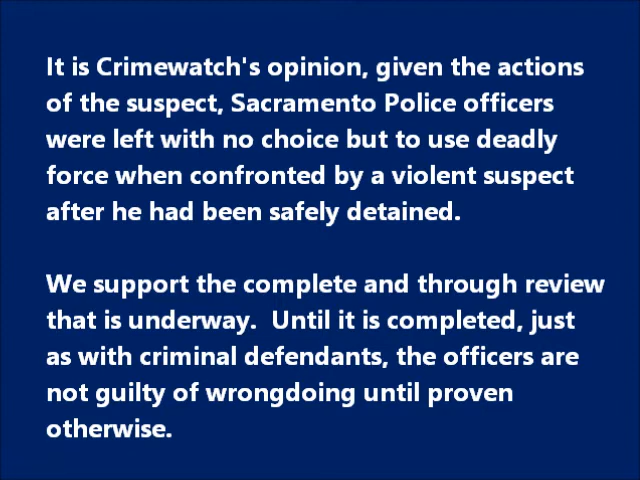 It is Crimewatch's opinion, given the actions
of the suspect, Sacramento Police officers
were left with no choice but to use deadly
force when confronted by a violent suspect
after he had been safely detained.
We support the complete and through review
that is underway.  Until it is completed, just
as with criminal defendants, the officers are
not guilty of wrongdoing until proven
otherwise.